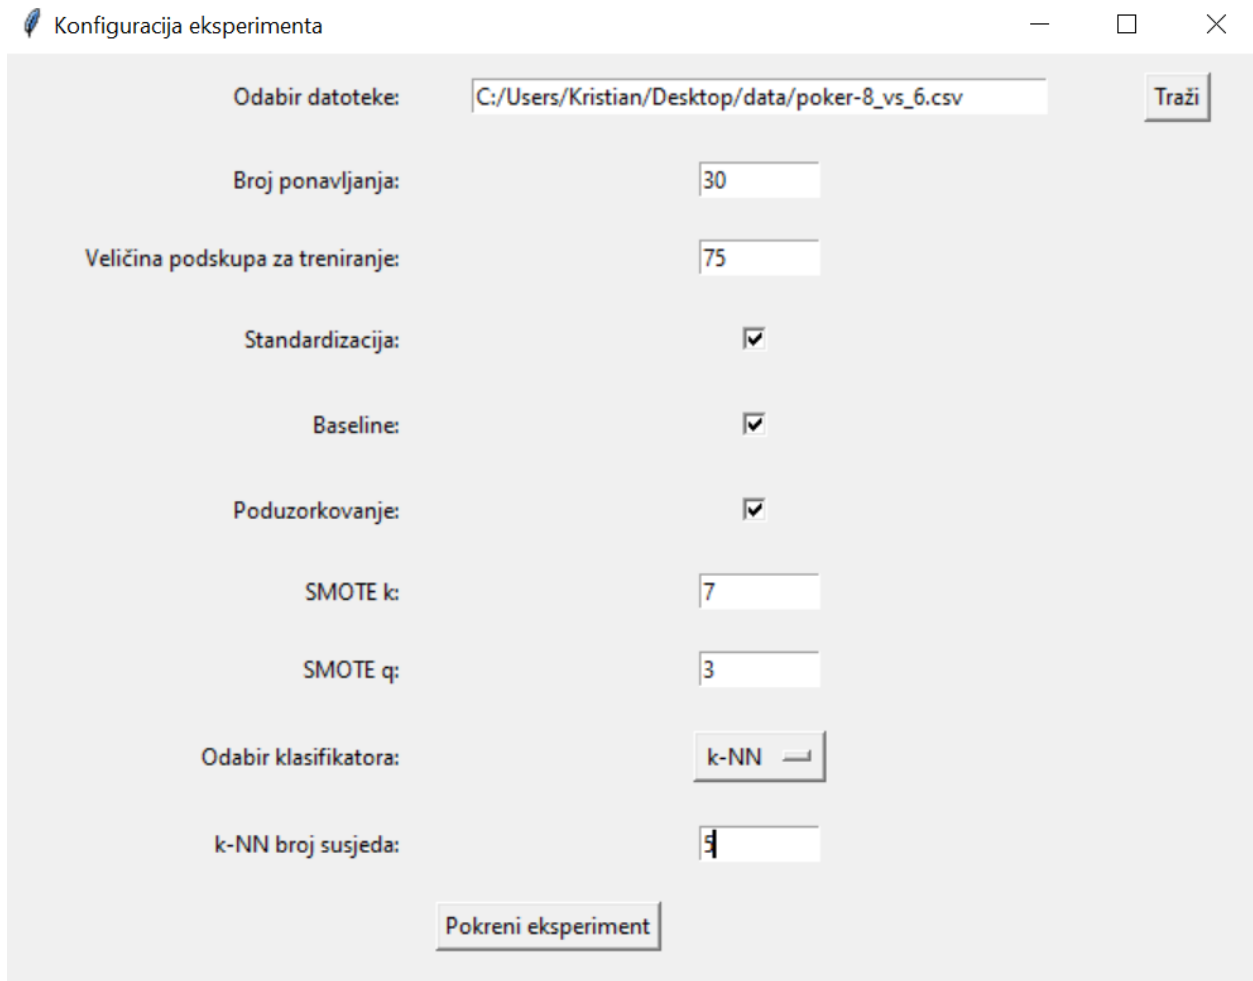 Konfiguracija eksperimenta
Odabir datoteke: C:/Users/Kristian/Desktop/data/poker-8_vs_6.csv Traži
Broj ponavljanja: 30
Veličina podskupa za treniranje: 75
Standardizacija:
Baseline:
Poduzorkovanje:
SMOTE k: 7
SMOTE q: 3
Odabir klasifikatora: k-NN
k-NN broj susjeda: 5
Pokreni eksperiment